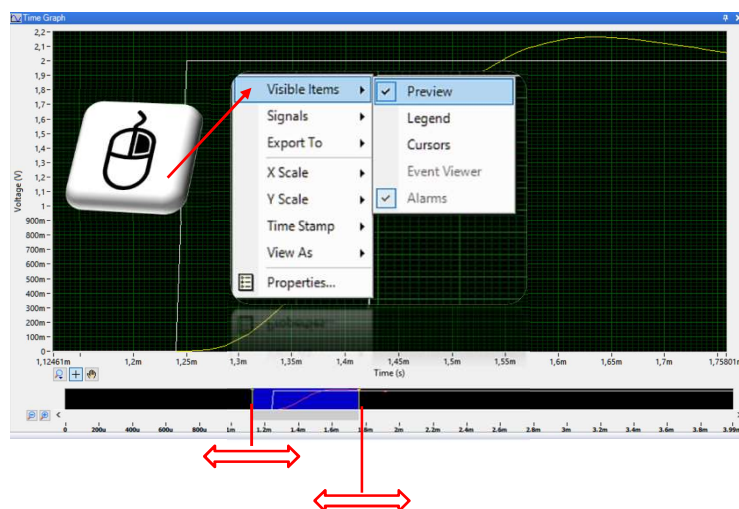 Time Graph
2,2
2,1
2
1,9
1,8
1,7
1,6
1,5
1,4
1,3
1,2
1,1
1
900m
800m
700m
600m
500m
400m
300m
200m
100m
0
Voltage (V)
Visible Items
Signals
Export To
X Scale
Y Scale
Time Stamp
View As
Properties...
Preview
Legend
Cursors
Event Viewer
Alarms
1,12461m 1,2m 1,25m 1,3m 1,35m 1,4m 1,45m 1,5m 1,55m 1,6m 1,65m 1,7m 1,75801
Time (s)
0 200u 400u 600u 800u 1m 1.2m 1.4m 1.6m 1.8m 2m 2.2m 2.4m 2.6m 2.8m 3m 3.2m 3.4m 3.6m 3.8m 3.99